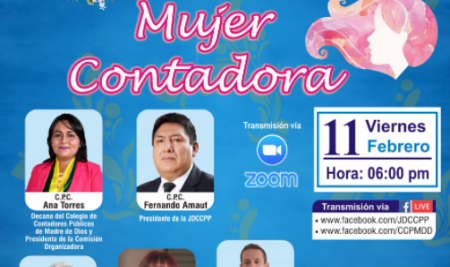 Mujer
Contadora
C.P.C.
Ana Torres
Decana del Colegio de
Contadores Públicos
de Madre de Dios y
Presidenta de la Comisión
Organizadora
C.P.C.
Fernando Amaut
Presidente de la JDCCPP
Transmisión vía
zoom
11 Viernes
Febrero
Hora: 06:00 pm
Transmisión vía f LIVE
• www.facebook.com/JDCCPP
• www.facebook.com/CCPMDD